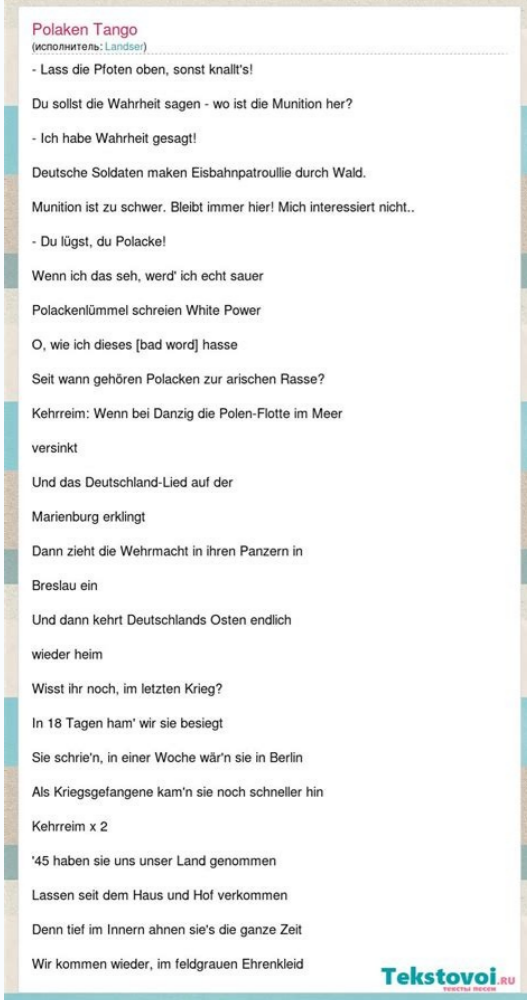 Polaken Tango
(исполнитель: Landser)
- Lass die Pfoten oben, sonst knallt's!
Du sollst die Wahrheit sagen - wo ist die Munition her?
- Ich habe Wahrheit gesagt!
Deutsche Soldaten maken Eisbahnpatroullie durch Wald.
Munition ist zu schwer. Bleibt immer hier! Mich interessiert nicht..
- Du lügst, du Polacke!
Wenn ich das seh, werd' ich echt sauer
Polackenlümmel schreien White Power
O, wie ich dieses [bad word] hasse
Seit wann gehören Polacken zur arischen Rasse?
Kehrreim: Wenn bei Danzig die Polen-Flotte im Meer
versinkt
Und das Deutschland-Lied auf der
Marienburg erklingt
Dann zieht die Wehrmacht in ihren Panzern in
Breslau ein
Und dann kehrt Deutschlands Osten endlich
wieder heim
Wisst ihr noch, im letzten Krieg?
In 18 Tagen ham' wir sie besiegt
Sie schrie'n, in einer Woche wär'n sie in Berlin
Als Kriegsgefangene kam'n sie noch schneller hin
Kehrreim x 2
'45 haben sie uns unser Land genommen
Lassen seit dem Haus und Hof verkommen
Denn tief im Innern ahnen sie's die ganze Zeit
Wir kommen wieder, im feldgrauen Ehrenkleid
Tekstovoi.RU
тексты песен